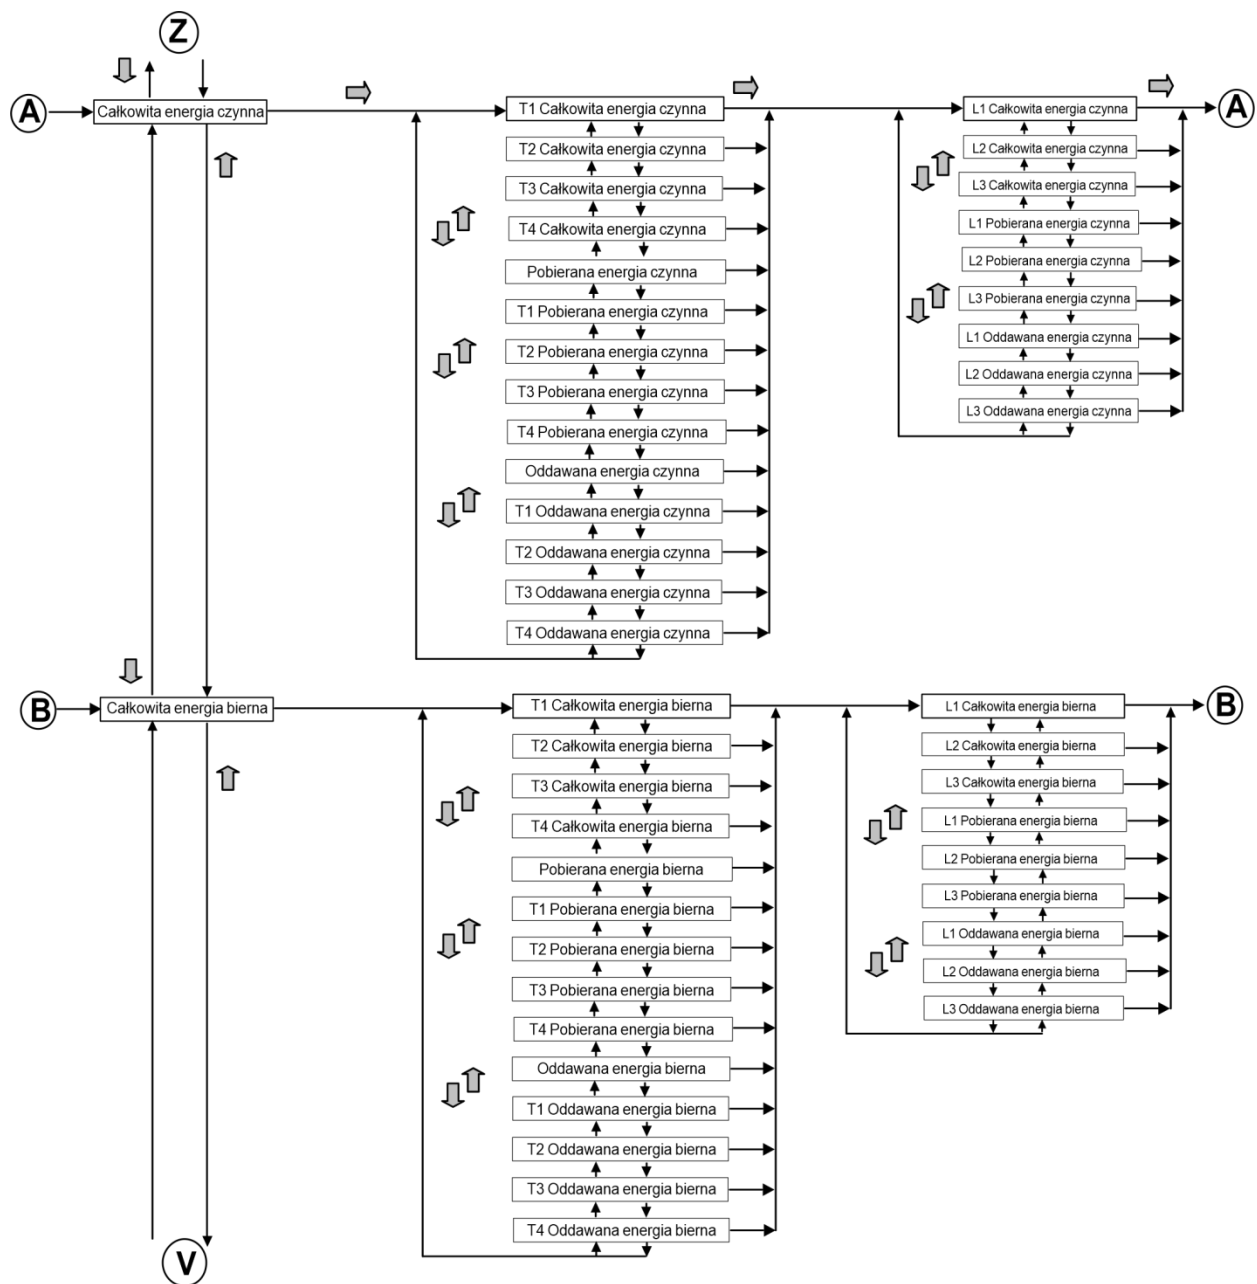 Z
A
Całkowita energia czynna
T1 Całkowita energia czynna
T2 Całkowita energia czynna
T3 Całkowita energia czynna
T4 Całkowita energia czynna
Pobierana energia czynna
T1 Pobierana energia czynna
T2 Pobierana energia czynna
T3 Pobierana energia czynna
T4 Pobierana energia czynna
Oddawana energia czynna
T1 Oddawana energia czynna
T2 Oddawana energia czynna
T3 Oddawana energia czynna
T4 Oddawana energia czynna
L1 Całkowita energia czynna
L2 Całkowita energia czynna
L3 Całkowita energia czynna
L1 Pobierana energia czynna
L2 Pobierana energia czynna
L3 Pobierana energia czynna
L1 Oddawana energia czynna
L2 Oddawana energia czynna
L3 Oddawana energia czynna
A
B
Całkowita energia bierna
T1 Całkowita energia bierna
T2 Całkowita energia bierna
T3 Całkowita energia bierna
T4 Całkowita energia bierna
Pobierana energia bierna
T1 Pobierana energia bierna
T2 Pobierana energia bierna
T3 Pobierana energia bierna
T4 Pobierana energia bierna
Oddawana energia bierna
T1 Oddawana energia bierna
T2 Oddawana energia bierna
T3 Oddawana energia bierna
T4 Oddawana energia bierna
L1 Całkowita energia bierna
L2 Całkowita energia bierna
L3 Całkowita energia bierna
L1 Pobierana energia bierna
L2 Pobierana energia bierna
L3 Pobierana energia bierna
L1 Oddawana energia bierna
L2 Oddawana energia bierna
L3 Oddawana energia bierna
B
V